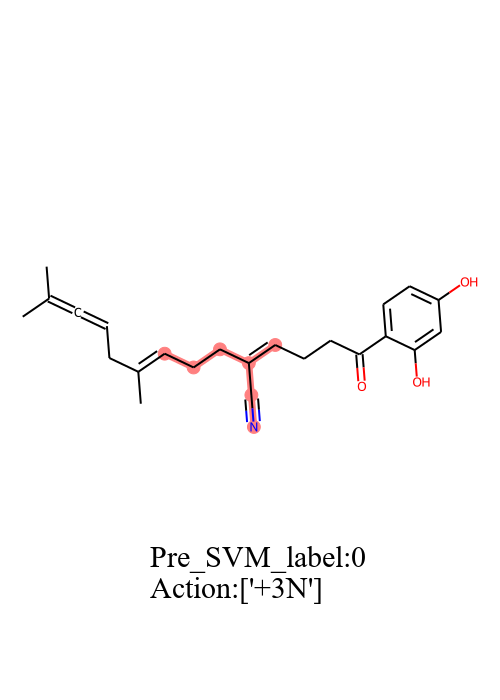 OH
C
O
OH
N
Pre_SVM_label:0
Action:['+3N']